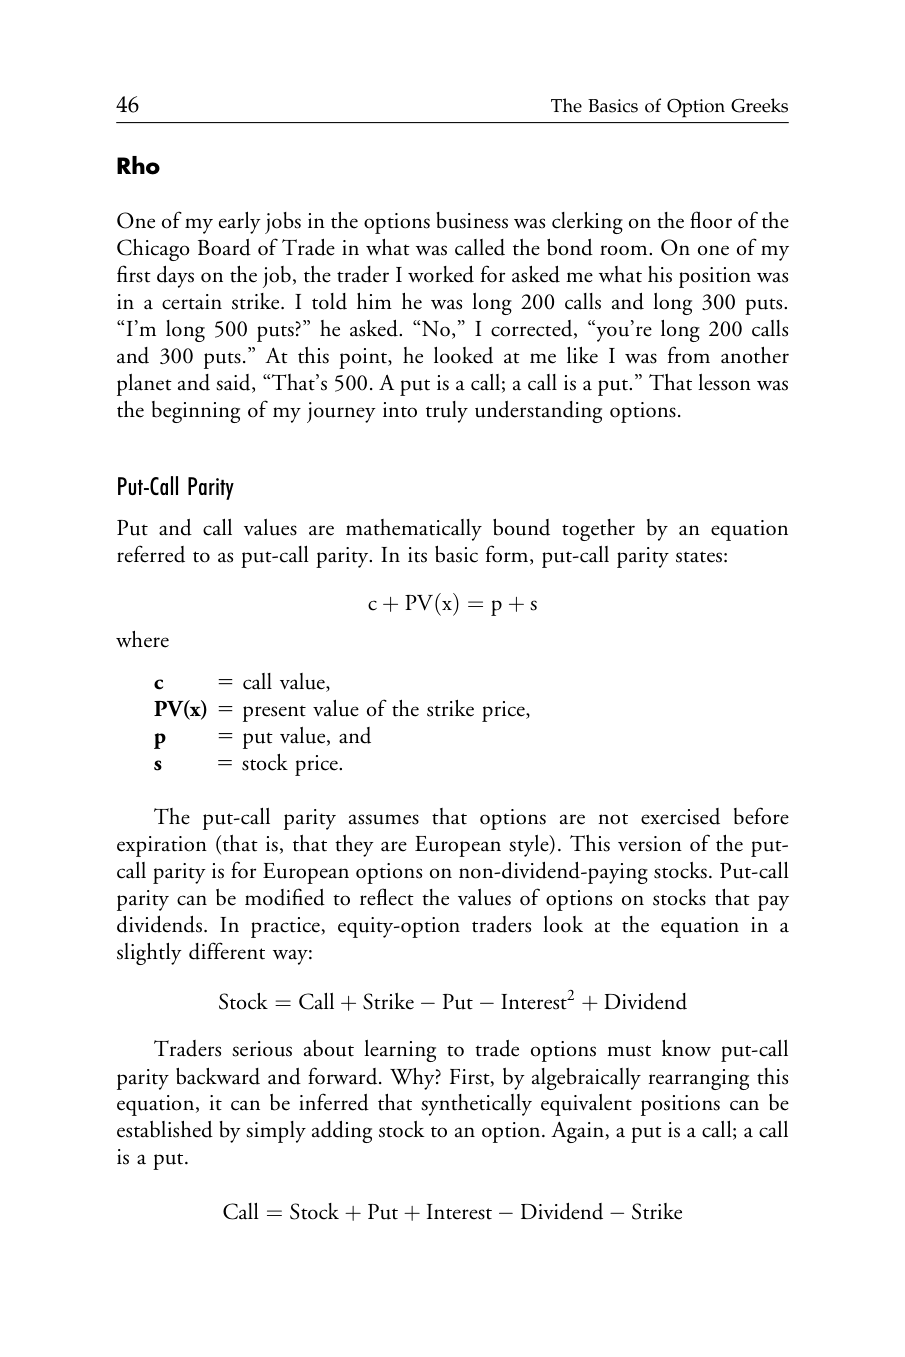 46 The Basics of Option Greeks
Rho
One of my early jobs in the options business was clerking on the floor of the
Chicago Board of Trade in what was called the bond room. On one of my
first days on the job, the trader I worked for asked me what his position was
in a certain strike. I told him he was long 200 calls and long 300 puts.
“I’m long 500 puts?” he asked. “No,” I corrected, “you’re long 200 calls
and 300 puts.” At this point, he looked at me like I was from another
planet and said, “That’s 500. A put is a call; a call is a put.” That lesson was
the beginning of my journey into truly understanding options.
Put-Call Parity
Put and call values are mathematically bound together by an equation
referred to as put-call parity. In its basic form, put-call parity states:
c + PV(x) = p + s
where
c = call value,
PV(x) = present value of the strike price,
p = put value, and
s = stock price.
The put-call parity assumes that options are not exercised before
expiration (that is, that they are European style). This version of the put-
call parity is for European options on non-dividend-paying stocks. Put-call
parity can be modified to reflect the values of options on stocks that pay
dividends. In practice, equity-option traders look at the equation in a
slightly different way:
Stock = Call + Strike − Put − Interest² + Dividend
Traders serious about learning to trade options must know put-call
parity backward and forward. Why? First, by algebraically rearranging this
equation, it can be inferred that synthetically equivalent positions can be
established by simply adding stock to an option. Again, a put is a call; a call
is a put.
Call = Stock + Put + Interest − Dividend − Strike